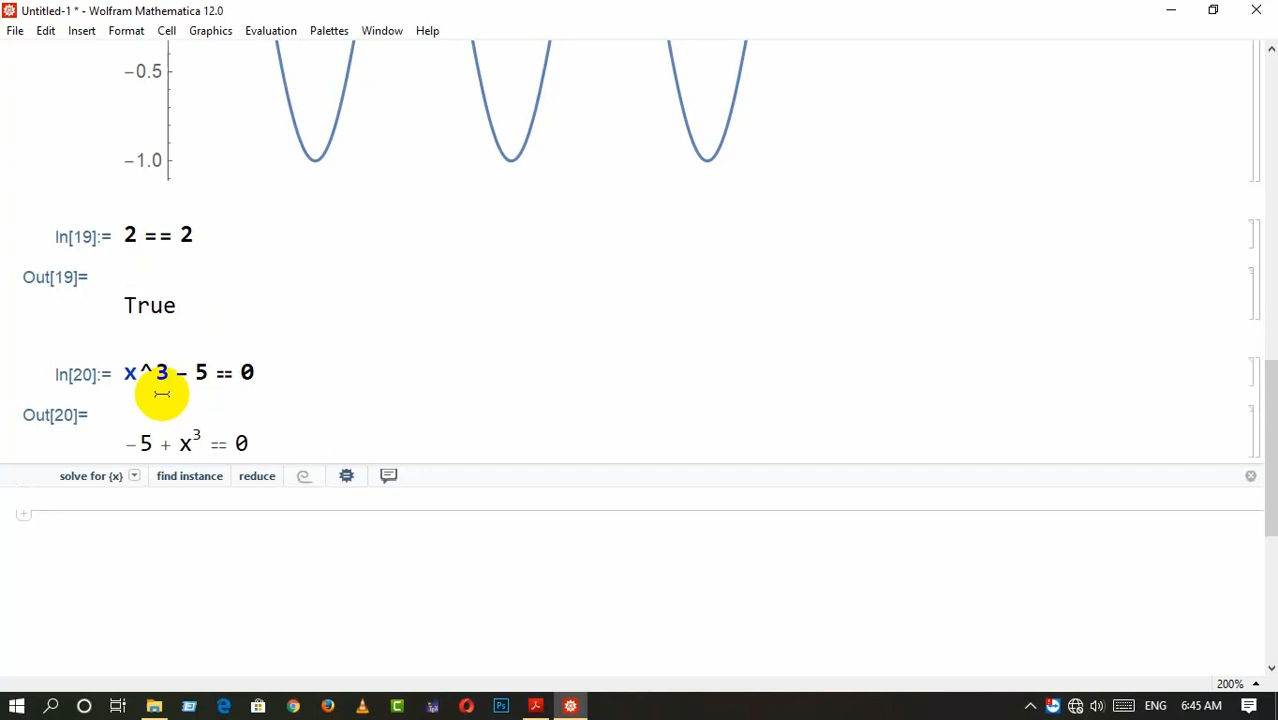 Untitled-1 * - Wolfram Mathematica 12.0
File Edit Insert Format Cell Graphics Evaluation Palettes Window Help
-0.5
-1.0
In[19]:= 2 == 2
Out[19]=
True
In[20]:= x^3 - 5 == 0
Out[20]=
-5 + x³ == 0
solve for {x} find instance reduce
200%
ENG 6:45 AM